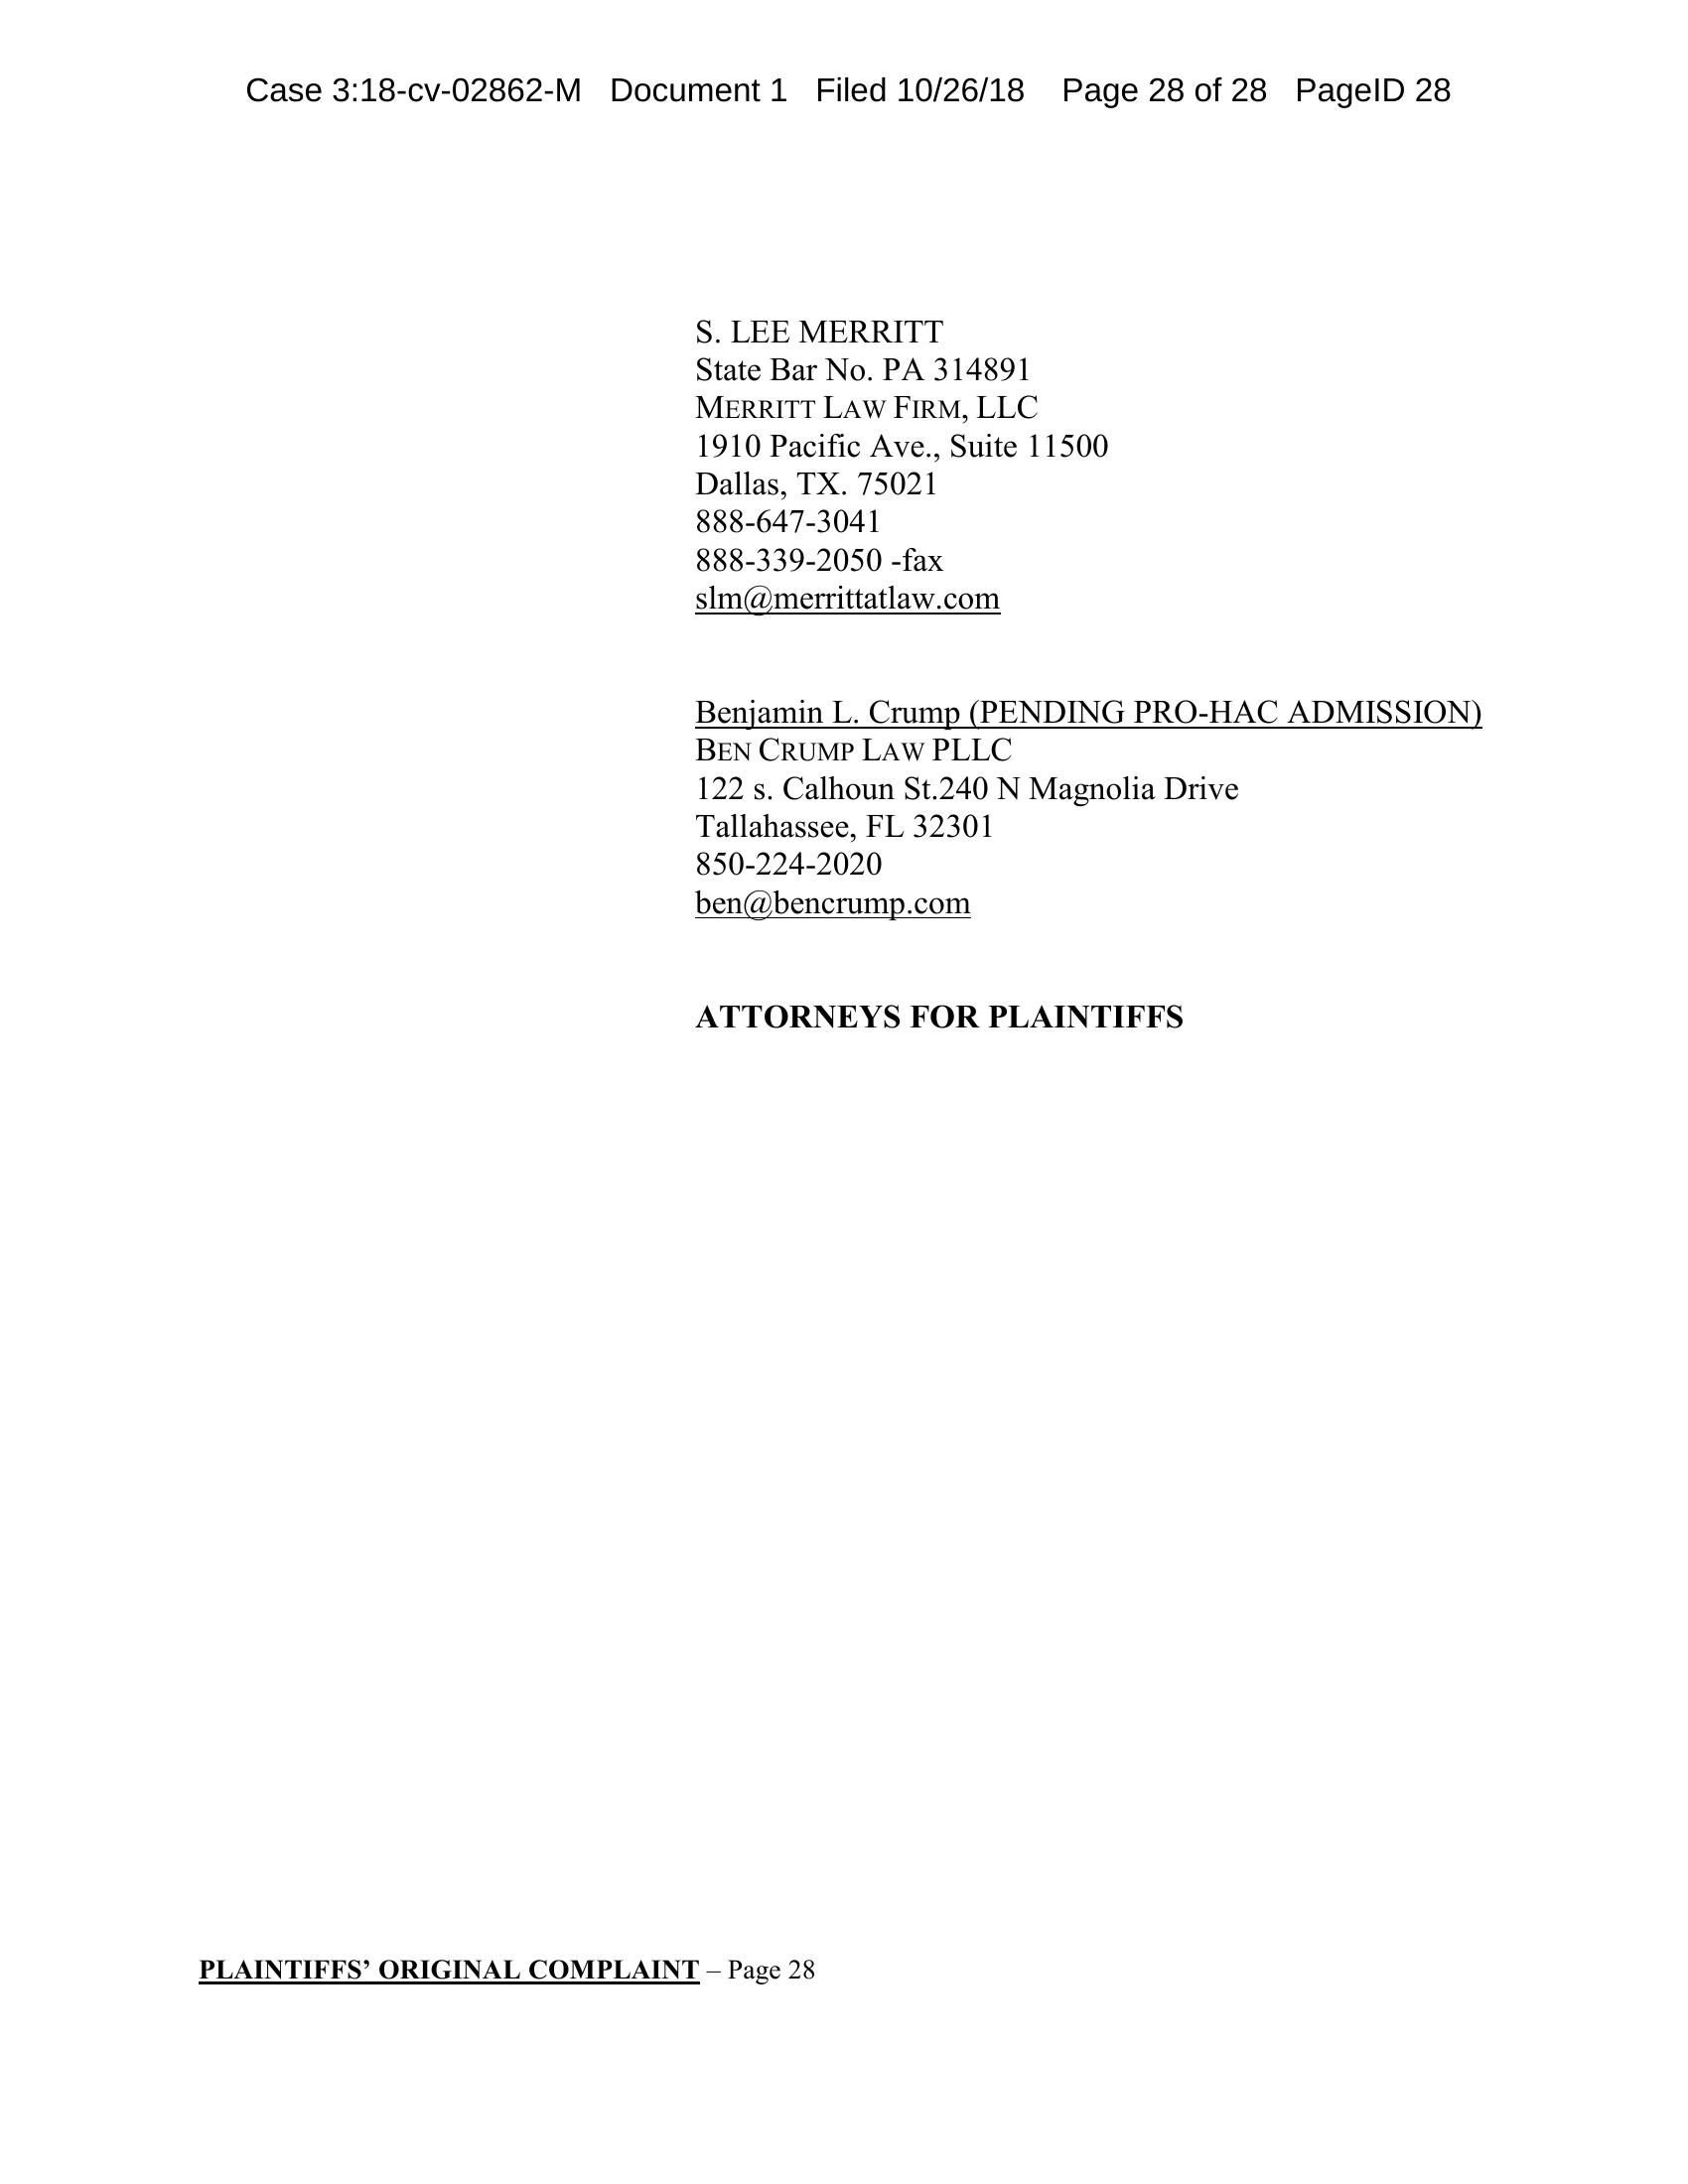 Case 3:18-cv-02862-M Document 1 Filed 10/26/18 Page 28 of 28 PageID 28
S. LEE MERRITT
State Bar No. PA 314891
MERRITT LAW FIRM, LLC
1910 Pacific Ave., Suite 11500
Dallas, TX. 75021
888-647-3041
888-339-2050 -fax
slm@merrittatlaw.com
Benjamin L. Crump (PENDING PRO-HAC ADMISSION)
BEN CRUMP LAW PLLC
122 s. Calhoun St.240 N Magnolia Drive
Tallahassee, FL 32301
850-224-2020
ben@bencrump.com
ATTORNEYS FOR PLAINTIFFS
PLAINTIFFS’ ORIGINAL COMPLAINT – Page 28